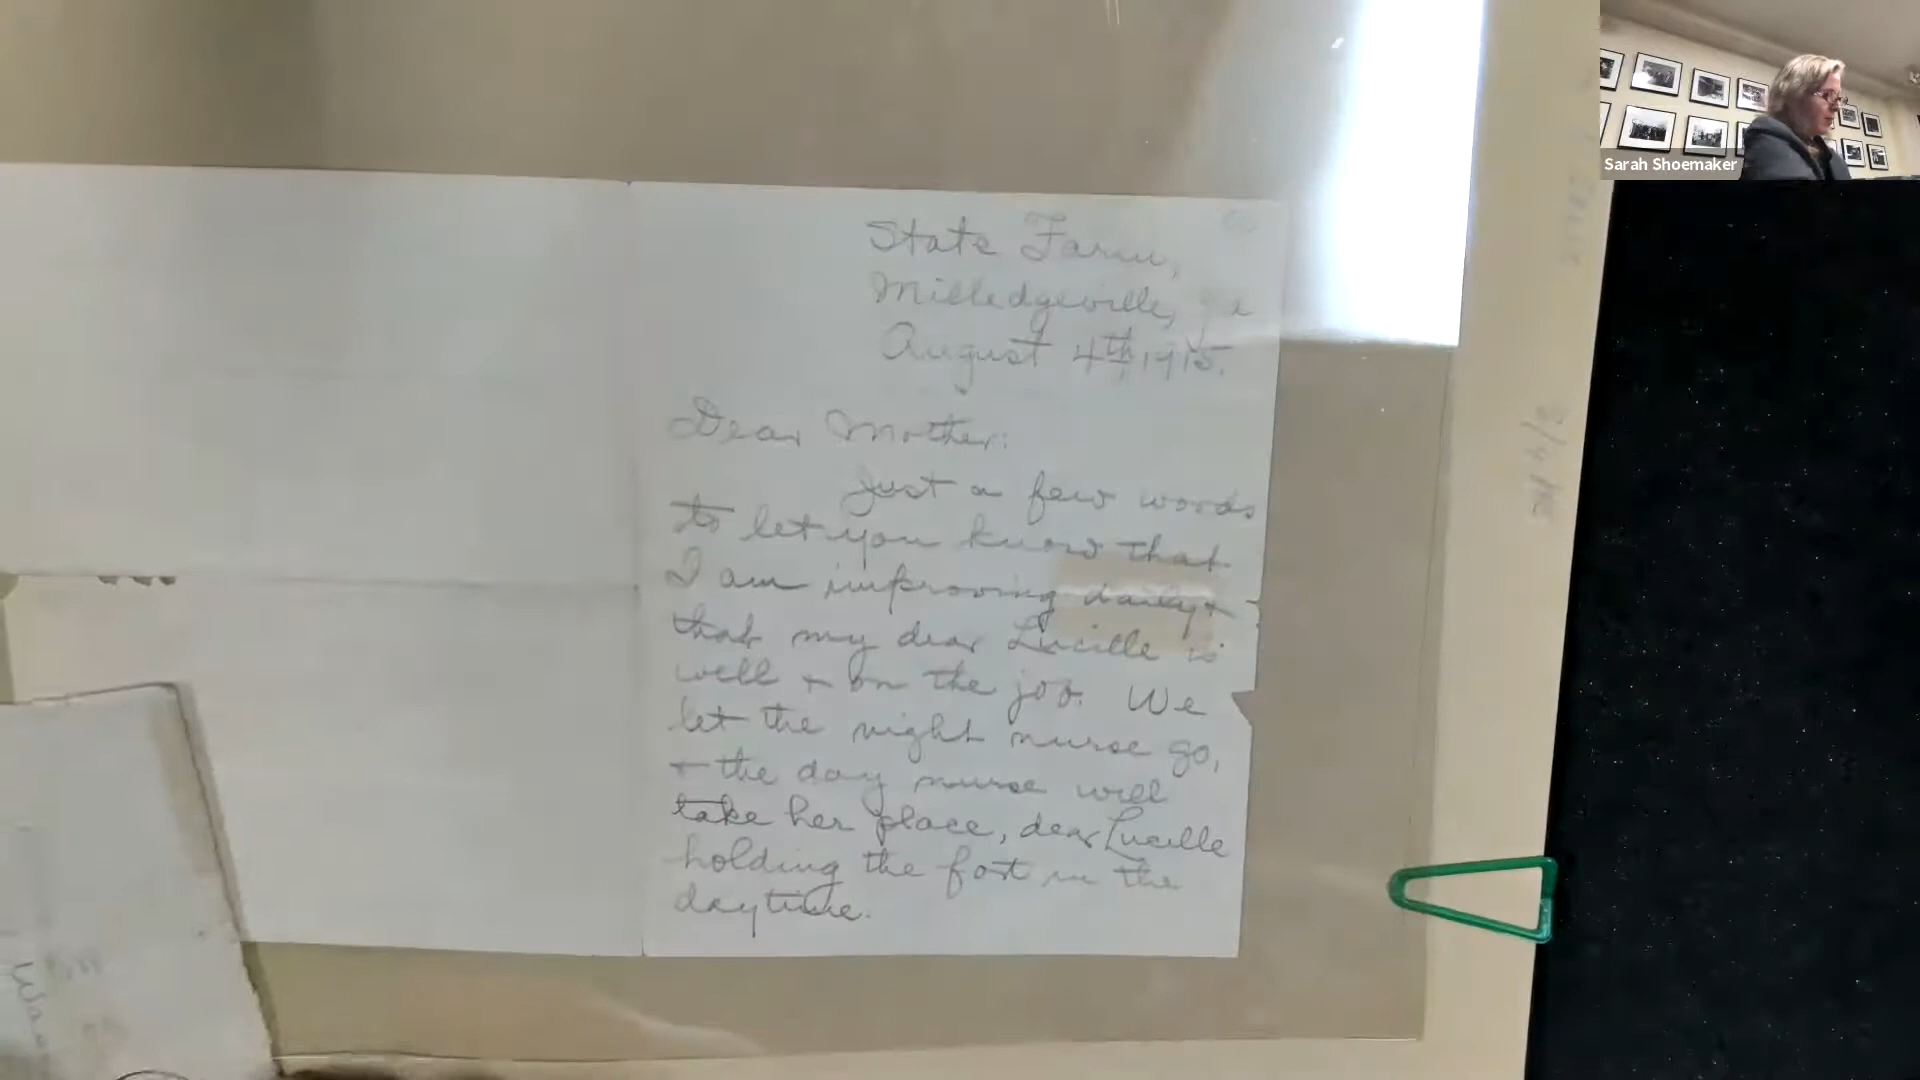 State Farm,
Milledgeville, Ga
August 4th, 1915.
Dear Mother:
Just a few words
to let you know that
I am improving daily +
that my dear Lucille is
well + on the job. We
let the night nurse go,
+ the day nurse will
take her place, dear Lucille
holding the fort in the
daytime.
Sarah Shoemaker